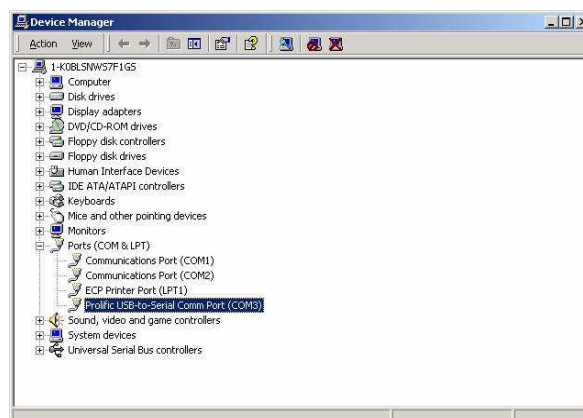 Device Manager
Action View
1-K0BLSNWS7F1GS
Computer
Disk drives
Display adapters
DVD/CD-ROM drives
Floppy disk controllers
Floppy disk drives
Human Interface Devices
IDE ATA/ATAPI controllers
Keyboards
Mice and other pointing devices
Monitors
Ports (COM & LPT)
Communications Port (COM1)
Communications Port (COM2)
ECP Printer Port (LPT1)
Prolific USB-to-Serial Comm Port (COM3)
Sound, video and game controllers
System devices
Universal Serial Bus controllers